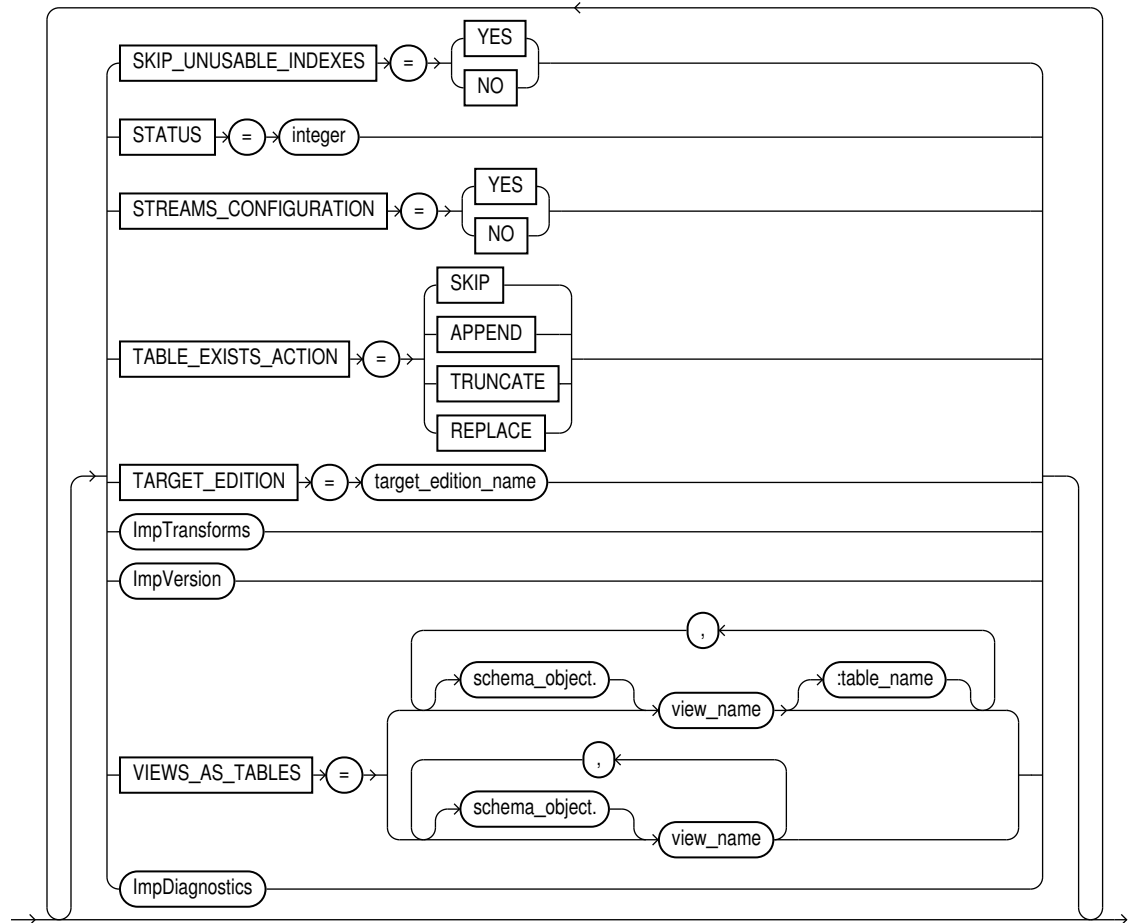 SKIP_UNUSABLE_INDEXES = YES
NO
STATUS = integer
STREAMS_CONFIGURATION = YES
NO
SKIP
APPEND
TABLE_EXISTS_ACTION =
TRUNCATE
REPLACE
TARGET_EDITION = target_edition_name
ImpTransforms
ImpVersion
,
schema_object. :table_name
view_name
,
VIEWS_AS_TABLES =
schema_object.
view_name
ImpDiagnostics